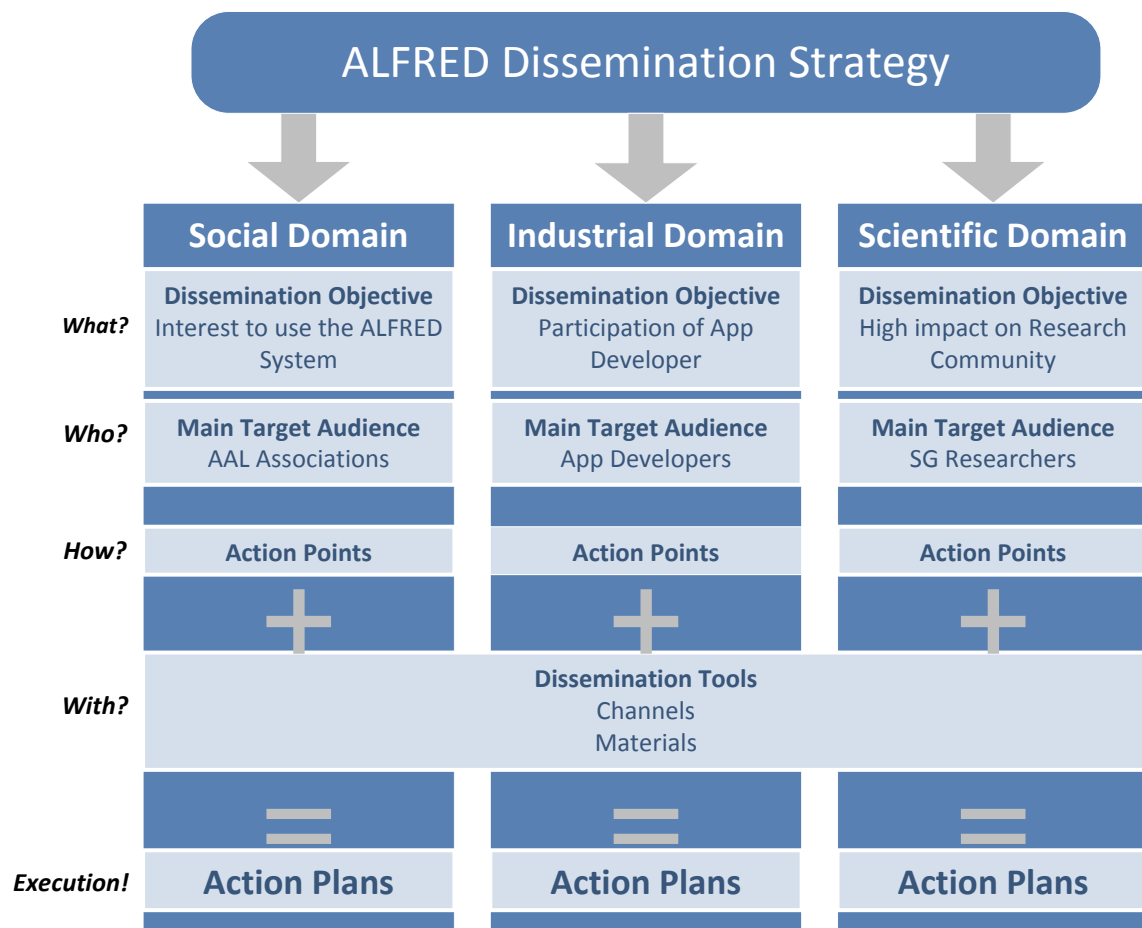 ALFRED Dissemination Strategy
Social Domain
Industrial Domain
Scientific Domain
What?
Dissemination Objective
Interest to use the ALFRED
System
Dissemination Objective
Participation of App
Developer
Dissemination Objective
High impact on Research
Community
Who?
Main Target Audience
AAL Associations
Main Target Audience
App Developers
Main Target Audience
SG Researchers
How?
Action Points
Action Points
Action Points
+
+
+
With?
Dissemination Tools
Channels
Materials
=
=
=
Execution!
Action Plans
Action Plans
Action Plans